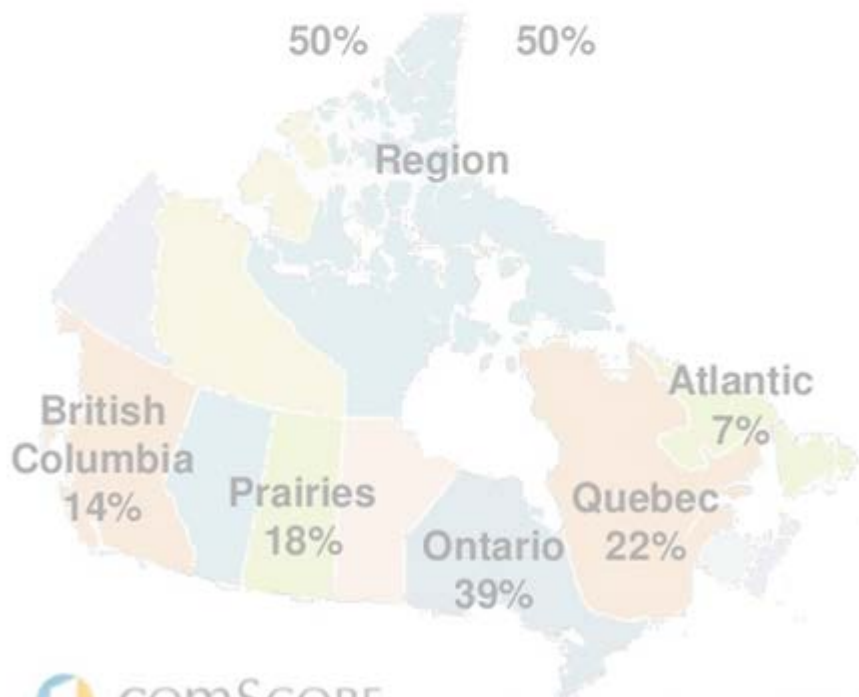 50% 50%
Region
Atlantic
7%
British
Columbia
14%
Prairies
18%
Quebec
22%
Ontario
39%
comSCORE